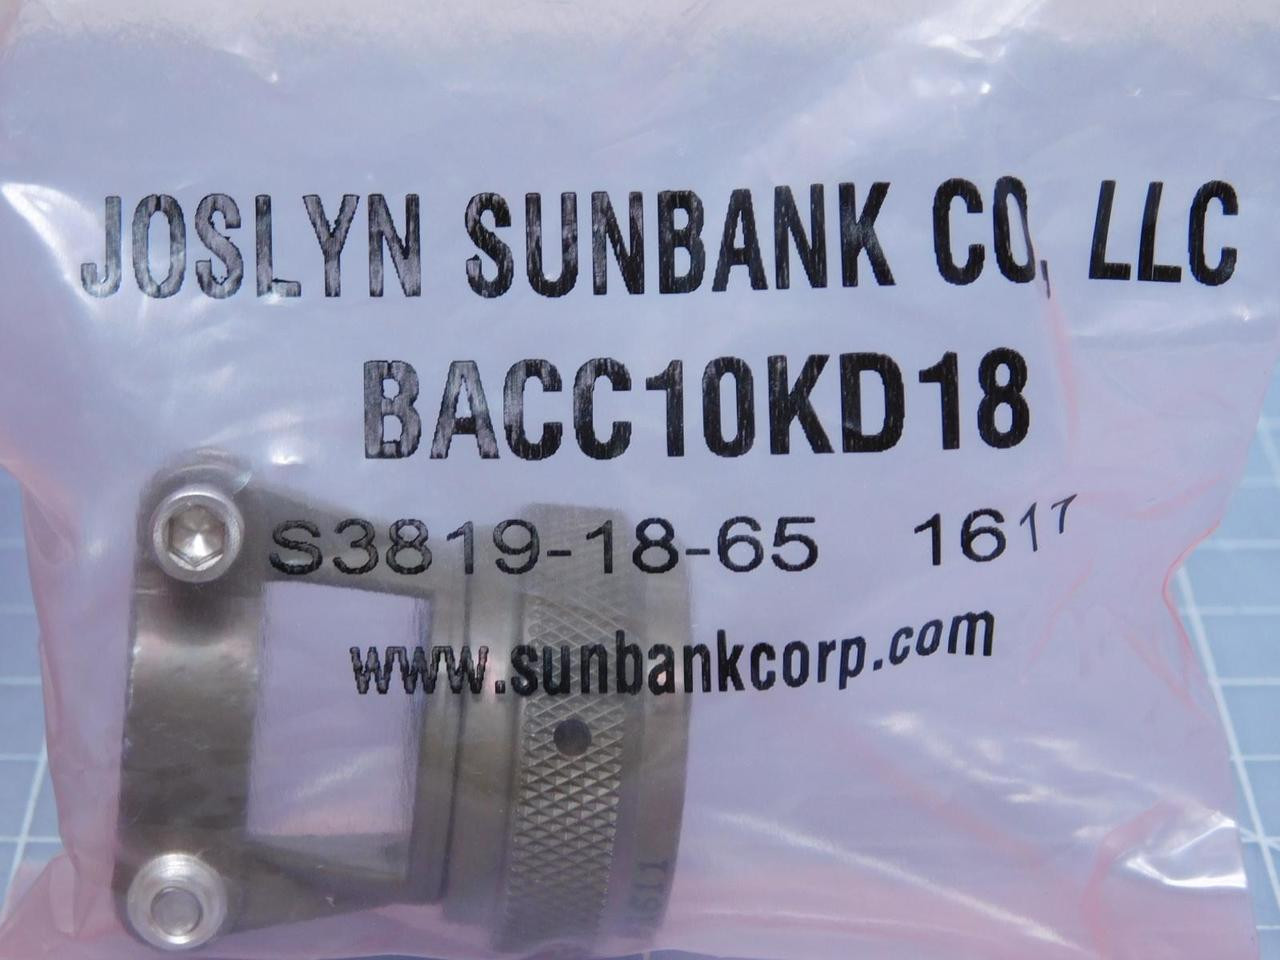 JOSLYN SUNBANK CO, LLC
BACC10KD18
S3819-18-65 1617
www.sunbankcorp.com